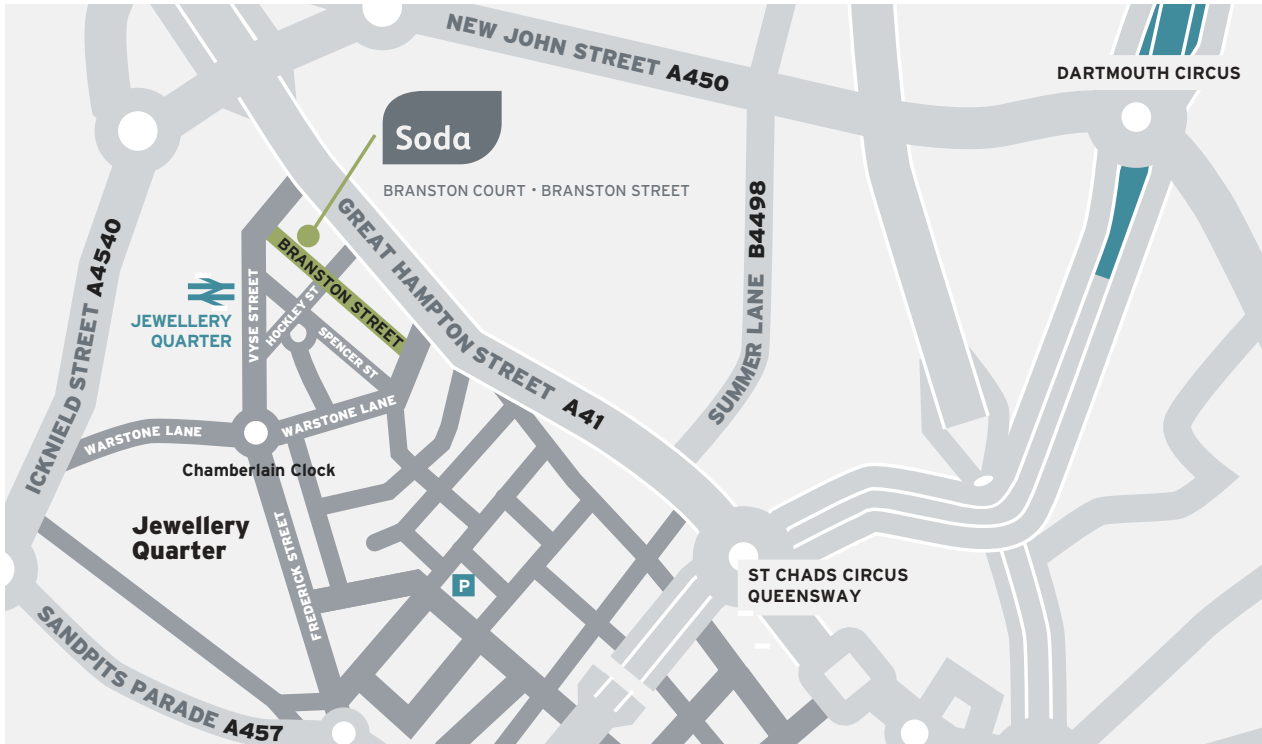 NEW JOHN STREET A450
DARTMOUTH CIRCUS
Soda
BRANSTON COURT • BRANSTON STREET
GREAT HAMPTON STREET A41
SUMMER LANE B4498
ICKNIELD STREET A4540
BRANSTON STREET
VYSE STREET
HOCKLEY ST
SPENCER ST
JEWELLERY
QUARTER
WARSTONE LANE
WARSTONE LANE
Chamberlain Clock
Jewellery
Quarter
FREDERICK STREET
P
ST CHADS CIRCUS
QUEENSWAY
SANDPITS PARADE A457